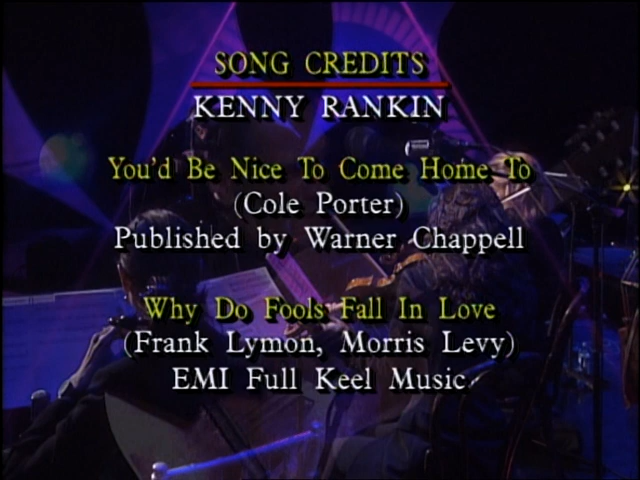 SONG CREDITS
KENNY RANKIN
You'd Be Nice To Come Home To
(Cole Porter)
Published by Warner Chappell
Why Do Fools Fall In Love
(Frank Lymon, Morris Levy)
EMI Full Keel Music